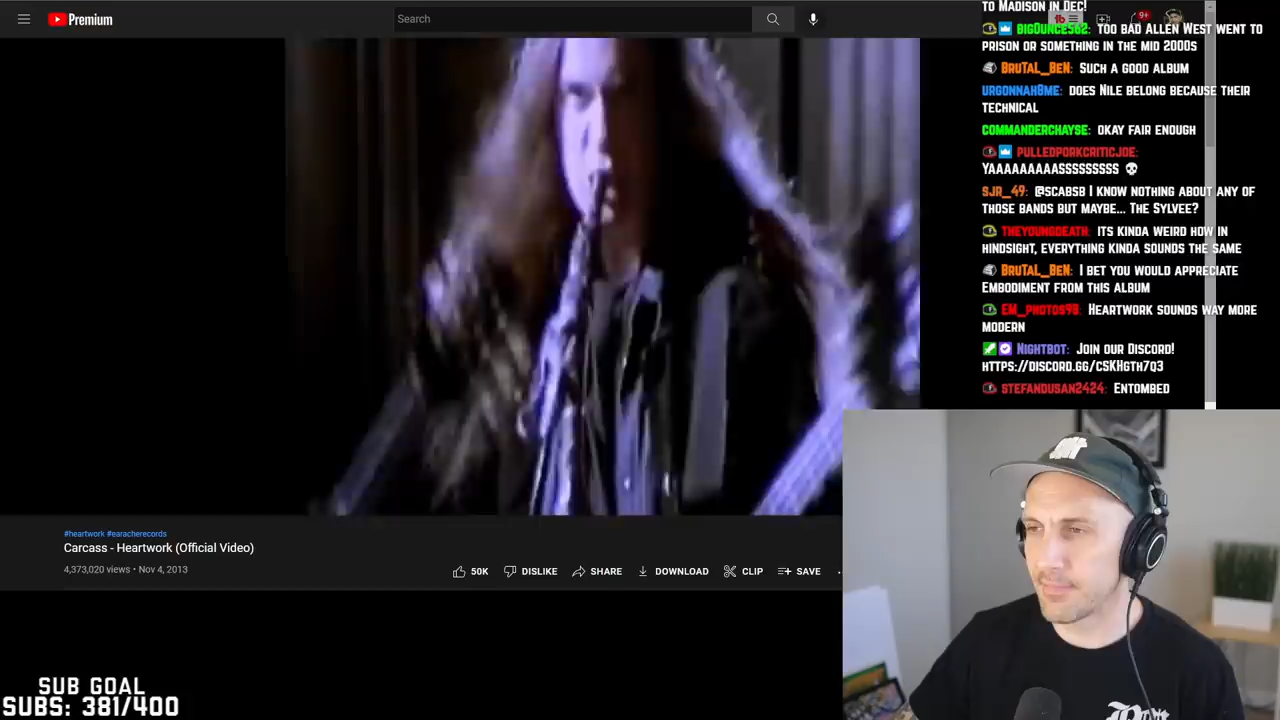 Premium
Search
9+
TO MADISON IN DEC!
BIGOUNCE562: TOO BAD ALLEN WEST WENT TO
PRISON OR SOMETHING IN THE MID 2000S
BRUTAL_BEN: SUCH A GOOD ALBUM
URGONNAH8ME: DOES NILE BELONG BECAUSE THEIR
TECHNICAL
COMMANDERCHAYSE: OKAY FAIR ENOUGH
PULLEDPORKCRITICJOE:
YAAAAAAAAASSSSSSSSS
SJR_49: @SCABSB I KNOW NOTHING ABOUT ANY OF
THOSE BANDS BUT MAYBE... THE SYLVEE?
THEYOUNGDEATH: ITS KINDA WEIRD HOW IN
HINDSIGHT, EVERYTHING KINDA SOUNDS THE SAME
BRUTAL_BEN: I BET YOU WOULD APPRECIATE
EMBODIMENT FROM THIS ALBUM
EM_PHOTOS98: HEARTWORK SOUNDS WAY MORE
MODERN
NIGHTBOT: JOIN OUR DISCORD!
HTTPS://DISCORD.GG/CSKHGTH7Q3
STEFANDUSAN2424: ENTOMBED
#heartwork #earacherecords
Carcass - Heartwork (Official Video)
4,373,020 views • Nov 4, 2013
50K
DISLIKE
SHARE
DOWNLOAD
CLIP
SAVE
SUB GOAL
SUBS: 381/400